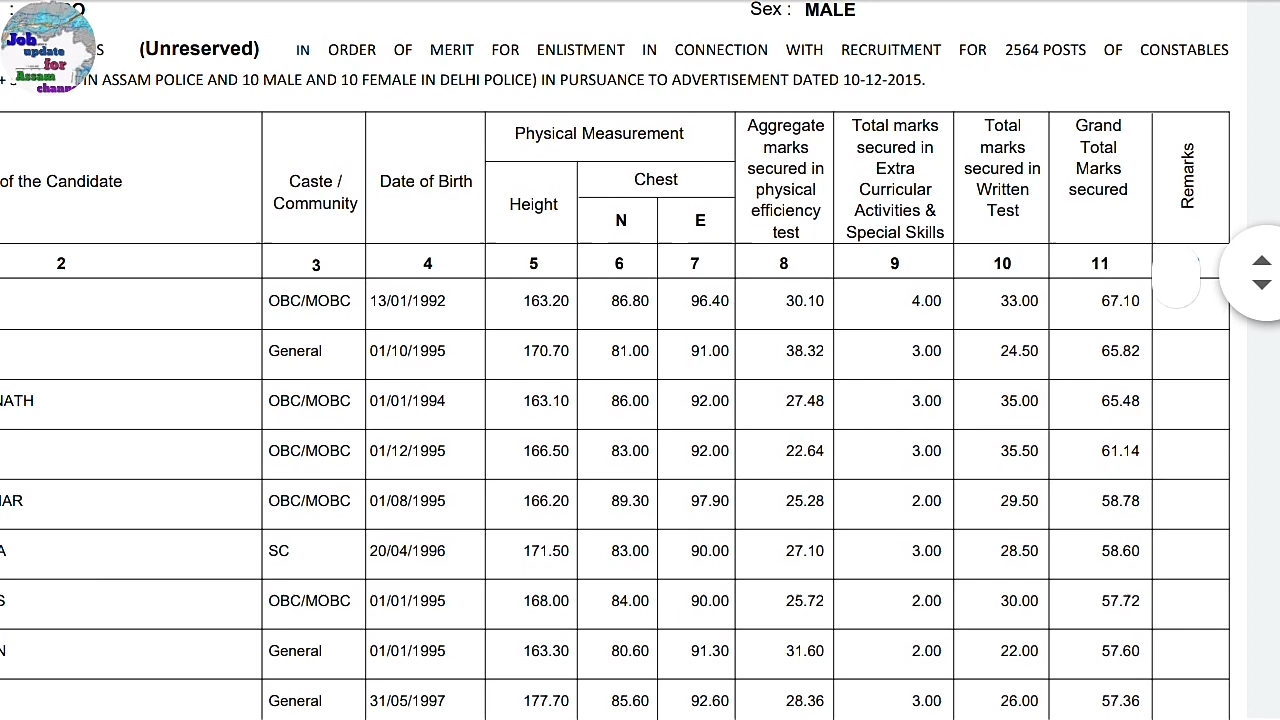 Sex : MALE
Job
update
for
Assam
S (Unreserved) IN ORDER OF MERIT FOR ENLISTMENT IN CONNECTION WITH RECRUITMENT FOR 2564 POSTS OF CONSTABLES
IN ASSAM POLICE AND 10 MALE AND 10 FEMALE IN DELHI POLICE) IN PURSUANCE TO ADVERTISEMENT DATED 10-12-2015.
of the Candidate
Caste /
Community
Date of Birth
Physical Measurement
Height
Chest
N E
Aggregate
marks
secured in
physical
efficiency
test
Total marks
secured in
Extra
Curricular
Activities &
Special Skills
Total
marks
secured in
Written
Test
Grand
Total
Marks
secured
Remarks
2 3 4 5 6 7 8 9 10 11
OBC/MOBC 13/01/1992 163.20 86.80 96.40 30.10 4.00 33.00 67.10
General 01/10/1995 170.70 81.00 91.00 38.32 3.00 24.50 65.82
NATH OBC/MOBC 01/01/1994 163.10 86.00 92.00 27.48 3.00 35.00 65.48
OBC/MOBC 01/12/1995 166.50 83.00 92.00 22.64 3.00 35.50 61.14
AR OBC/MOBC 01/08/1995 166.20 89.30 97.90 25.28 2.00 29.50 58.78
A SC 20/04/1996 171.50 83.00 90.00 27.10 3.00 28.50 58.60
S OBC/MOBC 01/01/1995 168.00 84.00 90.00 25.72 2.00 30.00 57.72
N General 01/01/1995 163.30 80.60 91.30 31.60 2.00 22.00 57.60
General 31/05/1997 177.70 85.60 92.60 28.36 3.00 26.00 57.36